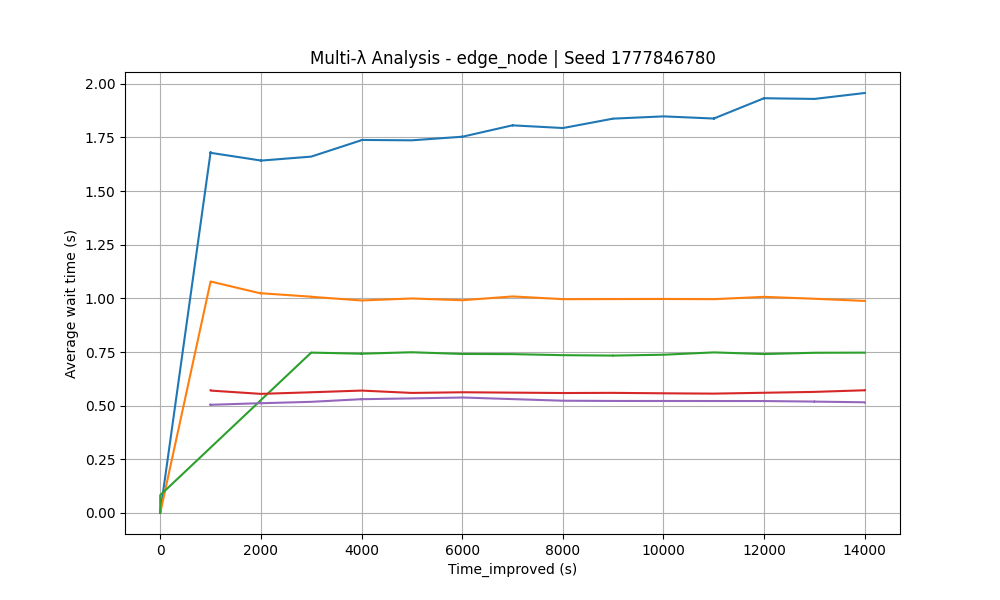 Multi-λ Analysis - edge_node | Seed 1777846780
Average wait time (s)
2.00
1.75
1.50
1.25
1.00
0.75
0.50
0.25
0.00
0 2000 4000 6000 8000 10000 12000 14000
Time_improved (s)